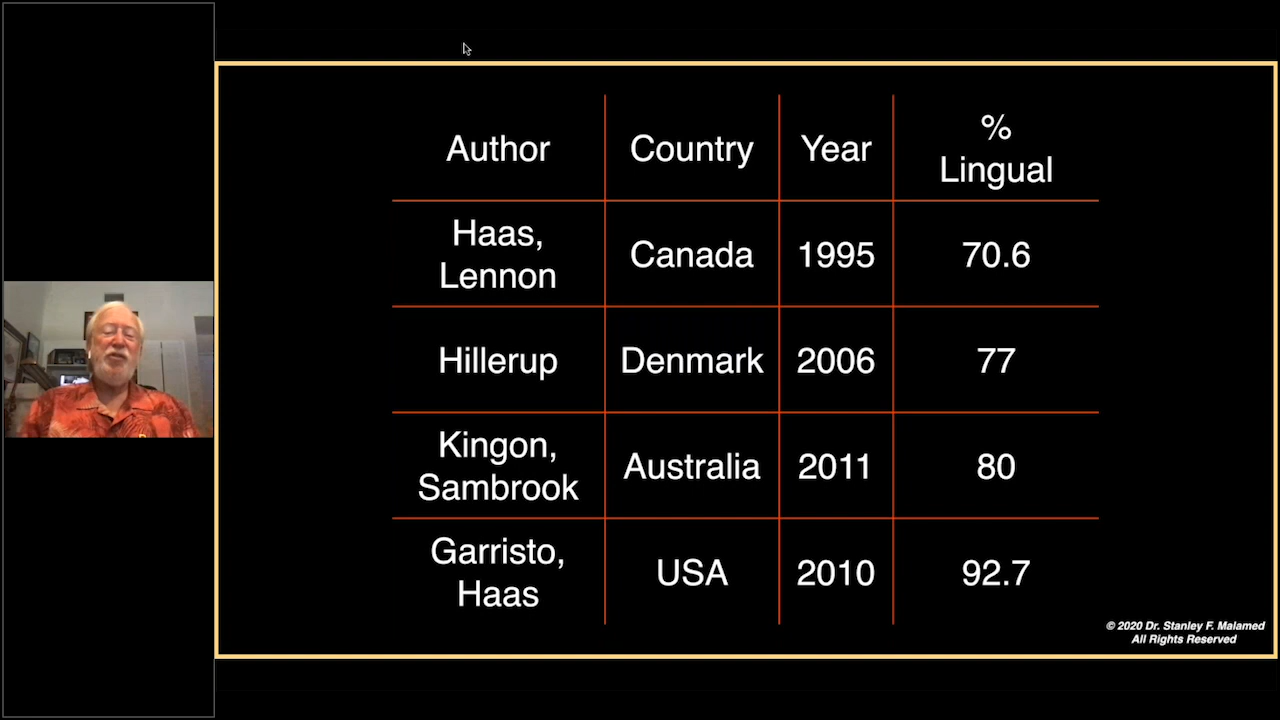 Author Country Year %
Lingual
Haas,
Lennon Canada 1995 70.6
Hillerup Denmark 2006 77
Kingon,
Sambrook Australia 2011 80
Garristo,
Haas USA 2010 92.7
© 2020 Dr. Stanley F. Malamed
All Rights Reserved